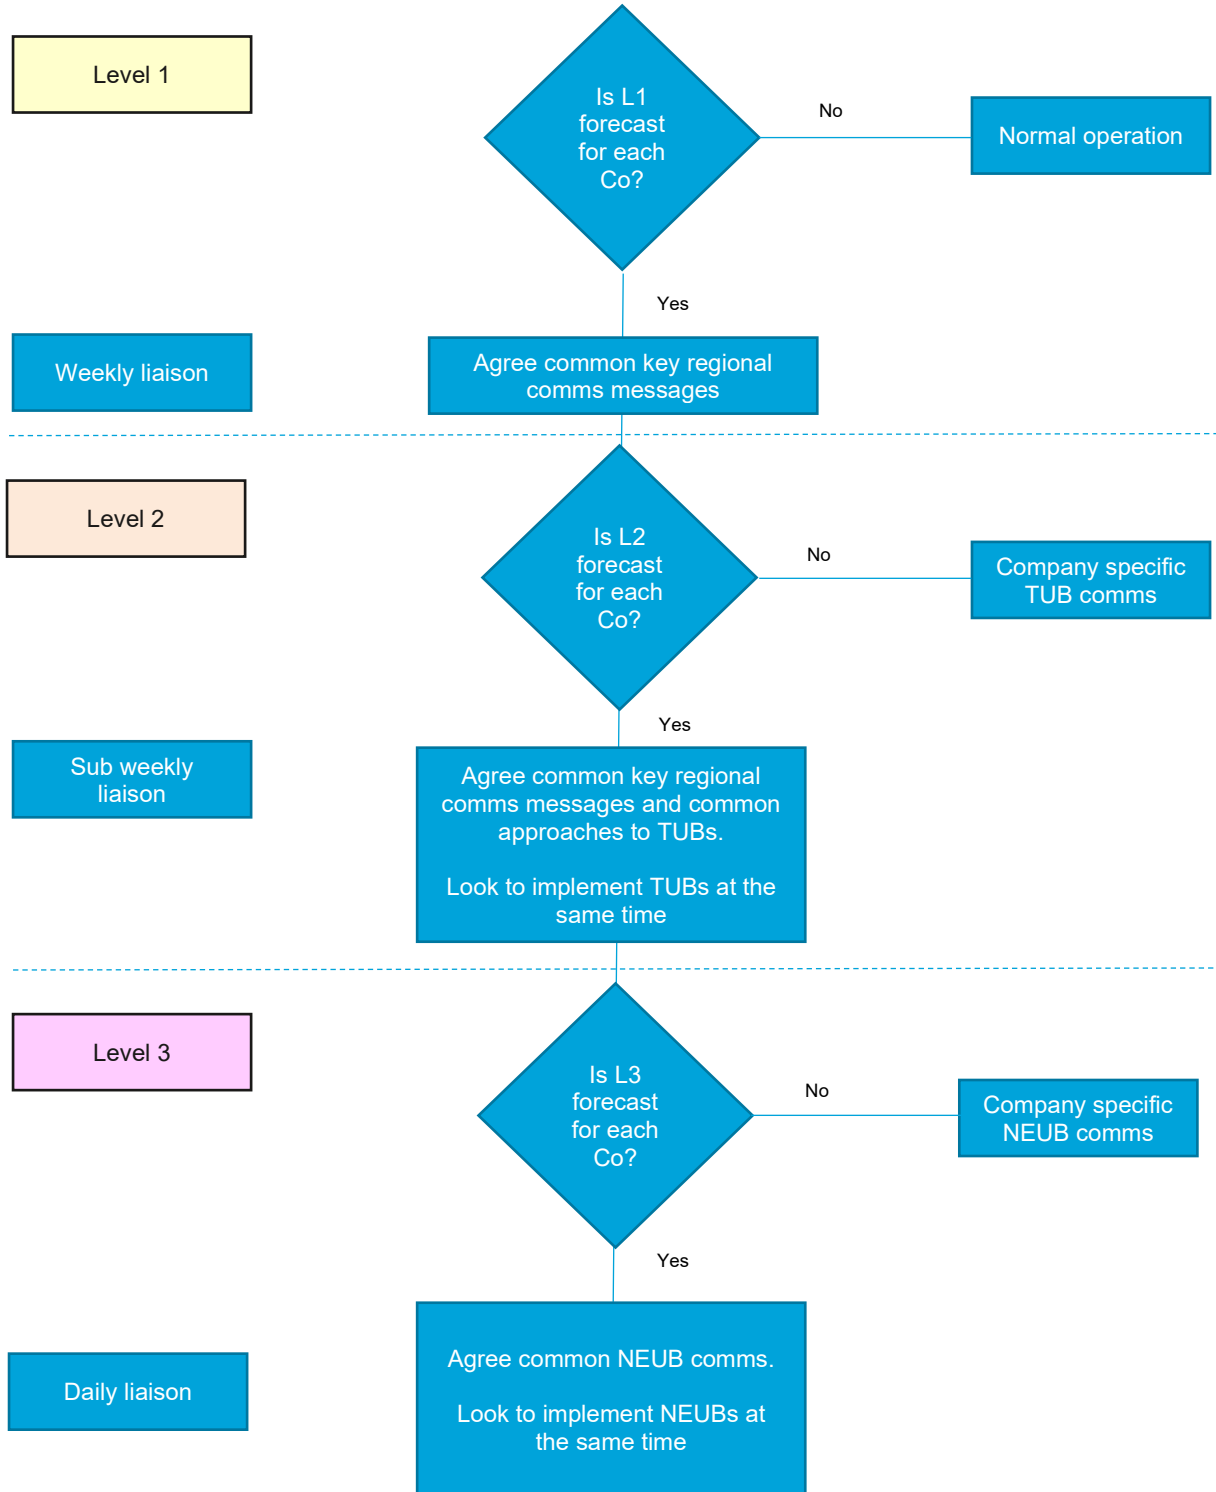 Level 1
Is L1
forecast
for each
Co?
No
Normal operation
Yes
Weekly liaison
Agree common key regional
comms messages
Level 2
Is L2
forecast
for each
Co?
No
Company specific
TUB comms
Yes
Sub weekly
liaison
Agree common key regional
comms messages and common
approaches to TUBs.
Look to implement TUBs at the
same time
Level 3
Is L3
forecast
for each
Co?
No
Company specific
NEUB comms
Yes
Daily liaison
Agree common NEUB comms.
Look to implement NEUBs at
the same time